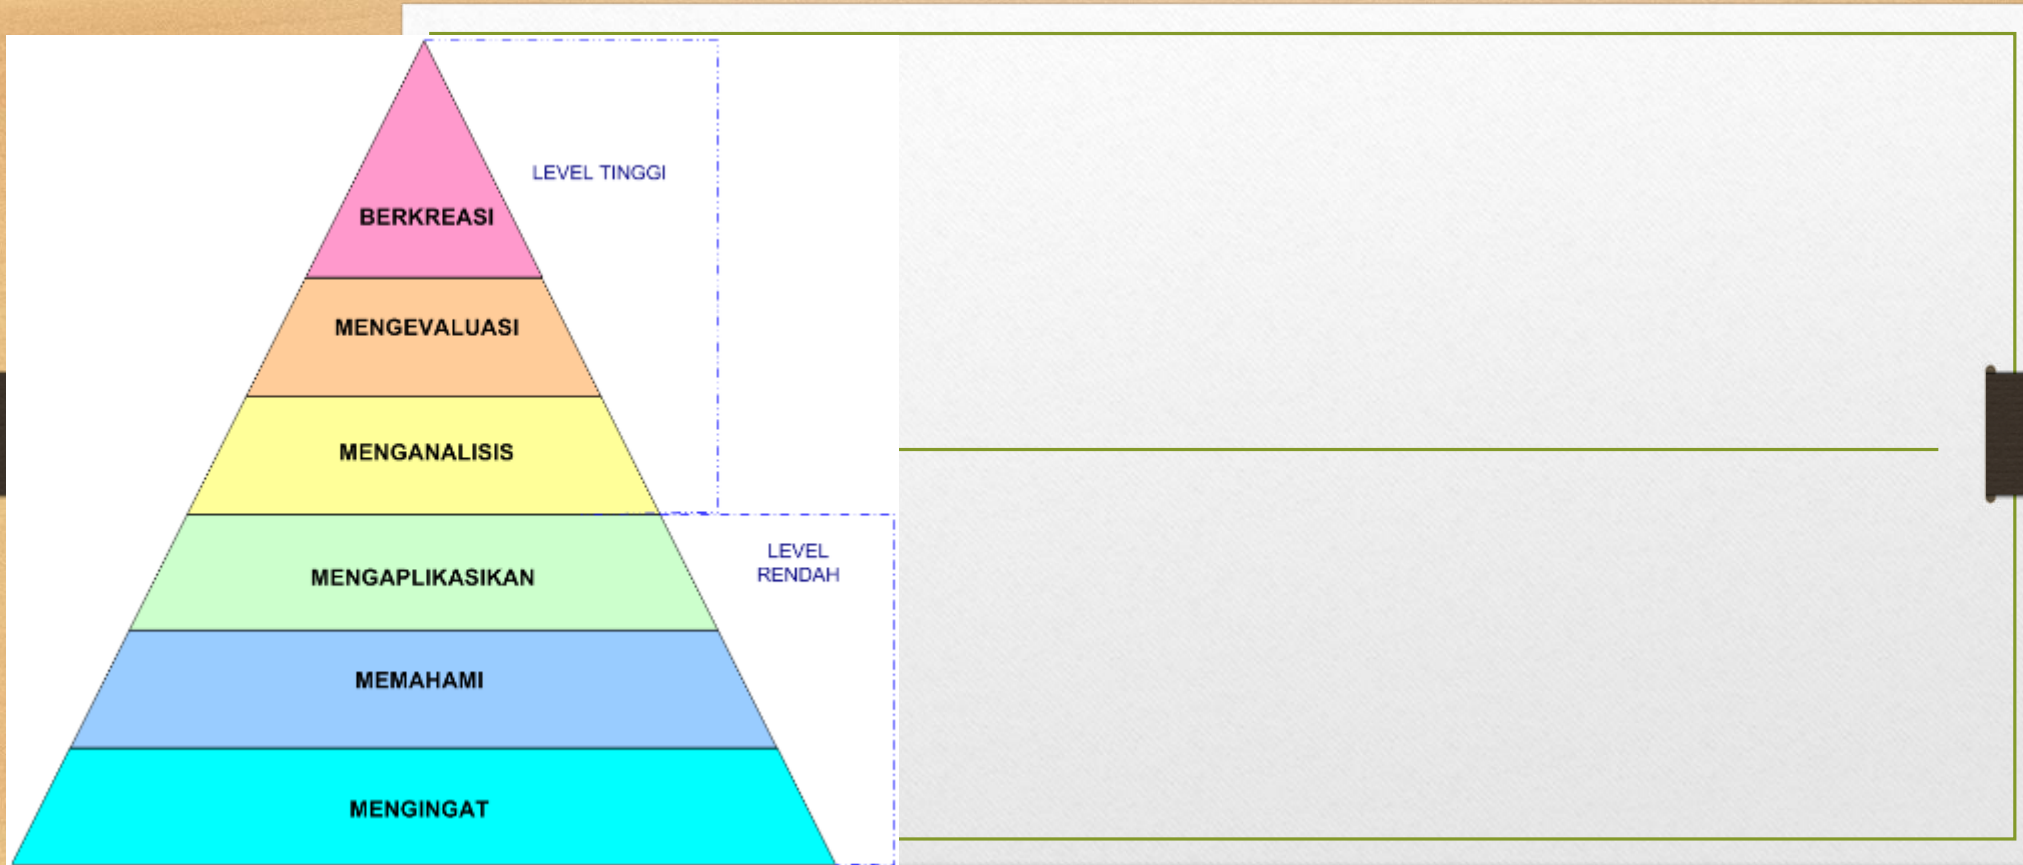 LEVEL TINGGI
BERKREASI
MENGEVALUASI
MENGANALISIS
LEVEL
RENDAH
MENGAPLIKASIKAN
MEMAHAMI
MENGINGAT